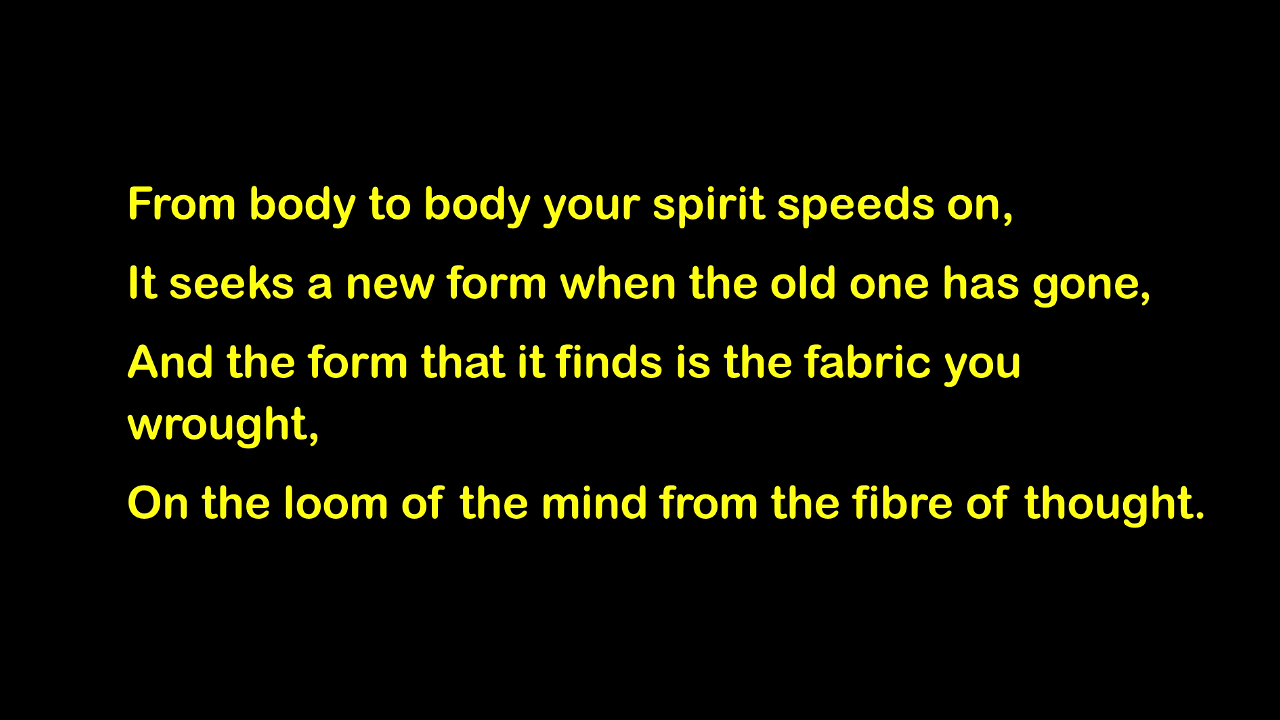 From body to body your spirit speeds on,
It seeks a new form when the old one has gone,
And the form that it finds is the fabric you
wrought,
On the loom of the mind from the fibre of thought.